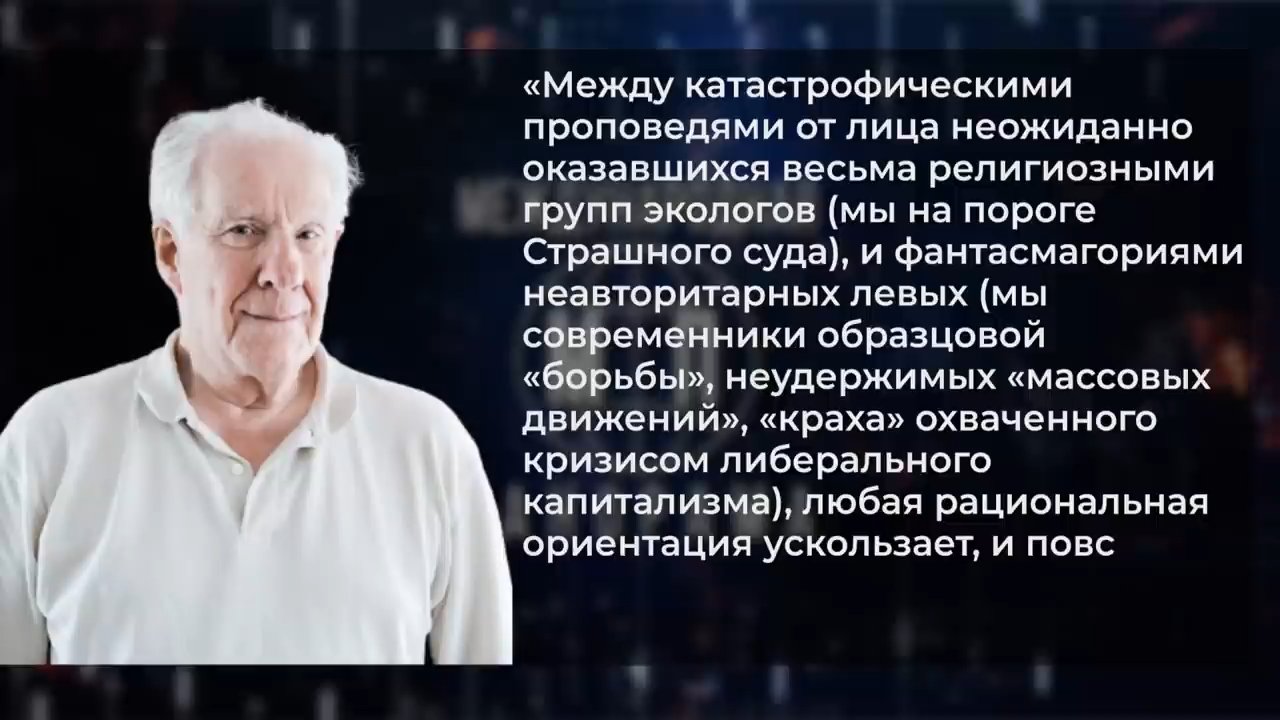 «Между катастрофическими
проповедями от лица неожиданно
оказавшихся весьма религиозными
групп экологов (мы на пороге
Страшного суда), и фантасмагориями
неавторитарных левых (мы
современники образцовой
«борьбы», неудержимых «массовых
движений», «краха» охваченного
кризисом либерального
капитализма), любая рациональная
ориентация ускользает, и повс